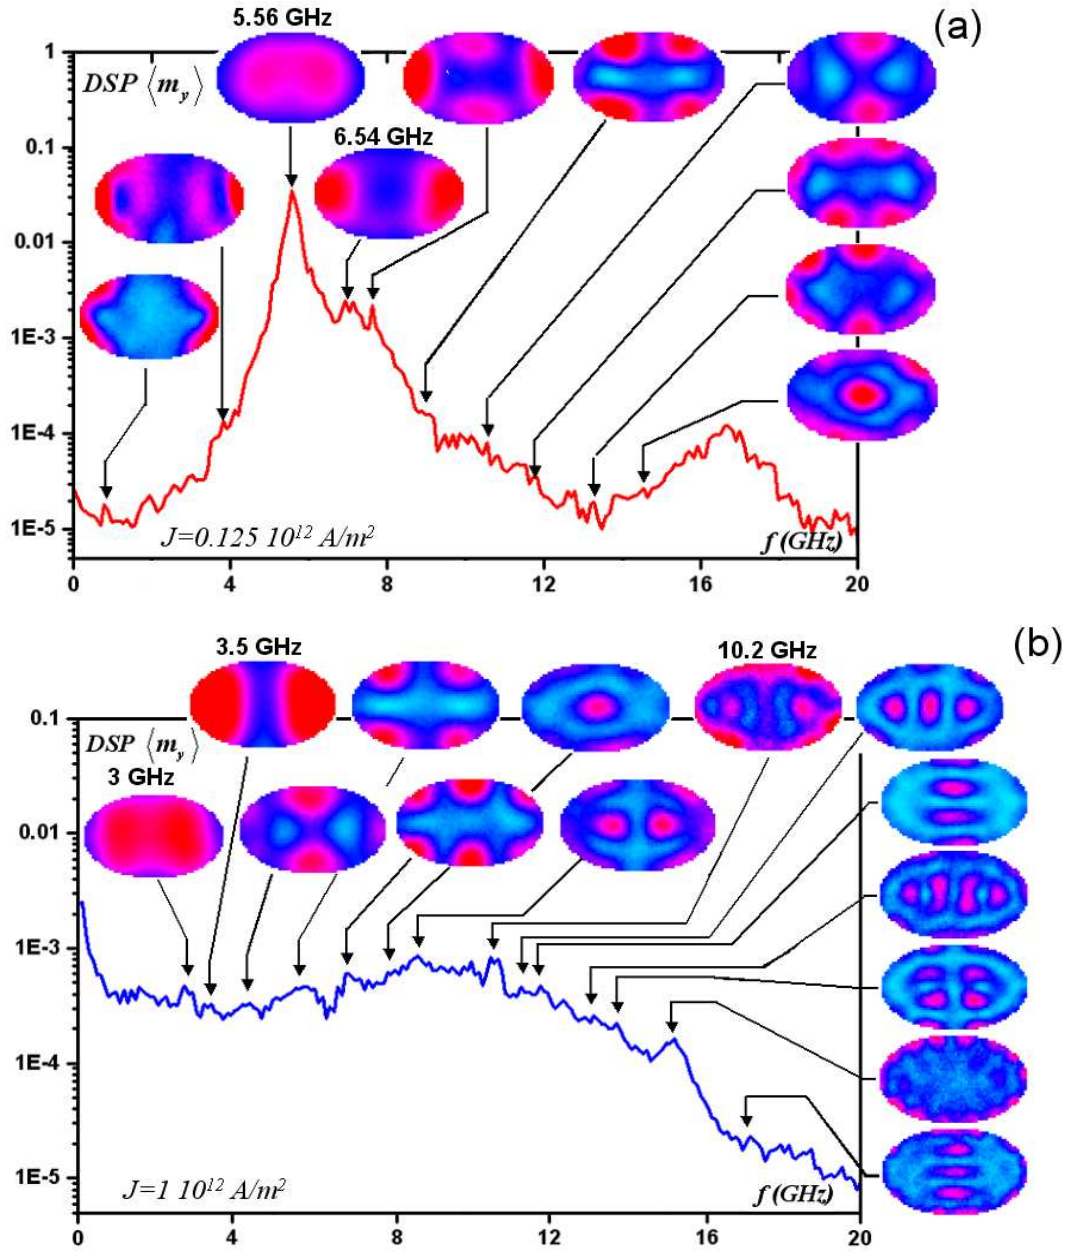 (a)
5.56 GHz
1
DSP ⟨m_y⟩
0.1
6.54 GHz
0.01
1E-3
1E-4
1E-5
J=0.125 10^12 A/m^2
f (GHz)
0 4 8 12 16 20
(b)
3.5 GHz
10.2 GHz
0.1
DSP ⟨m_y⟩
3 GHz
0.01
1E-3
1E-4
1E-5
J=1 10^12 A/m^2
f (GHz)
0 4 8 12 16 20